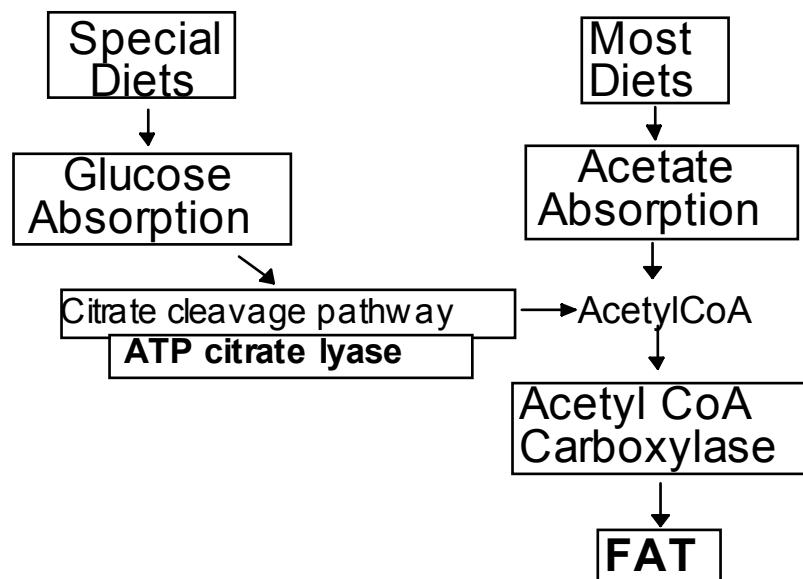 Special
Diets
Most
Diets
Glucose
Absorption
Acetate
Absorption
Citrate cleavage pathway
ATP citrate lyase
AcetylCoA
Acetyl CoA
Carboxylase
FAT